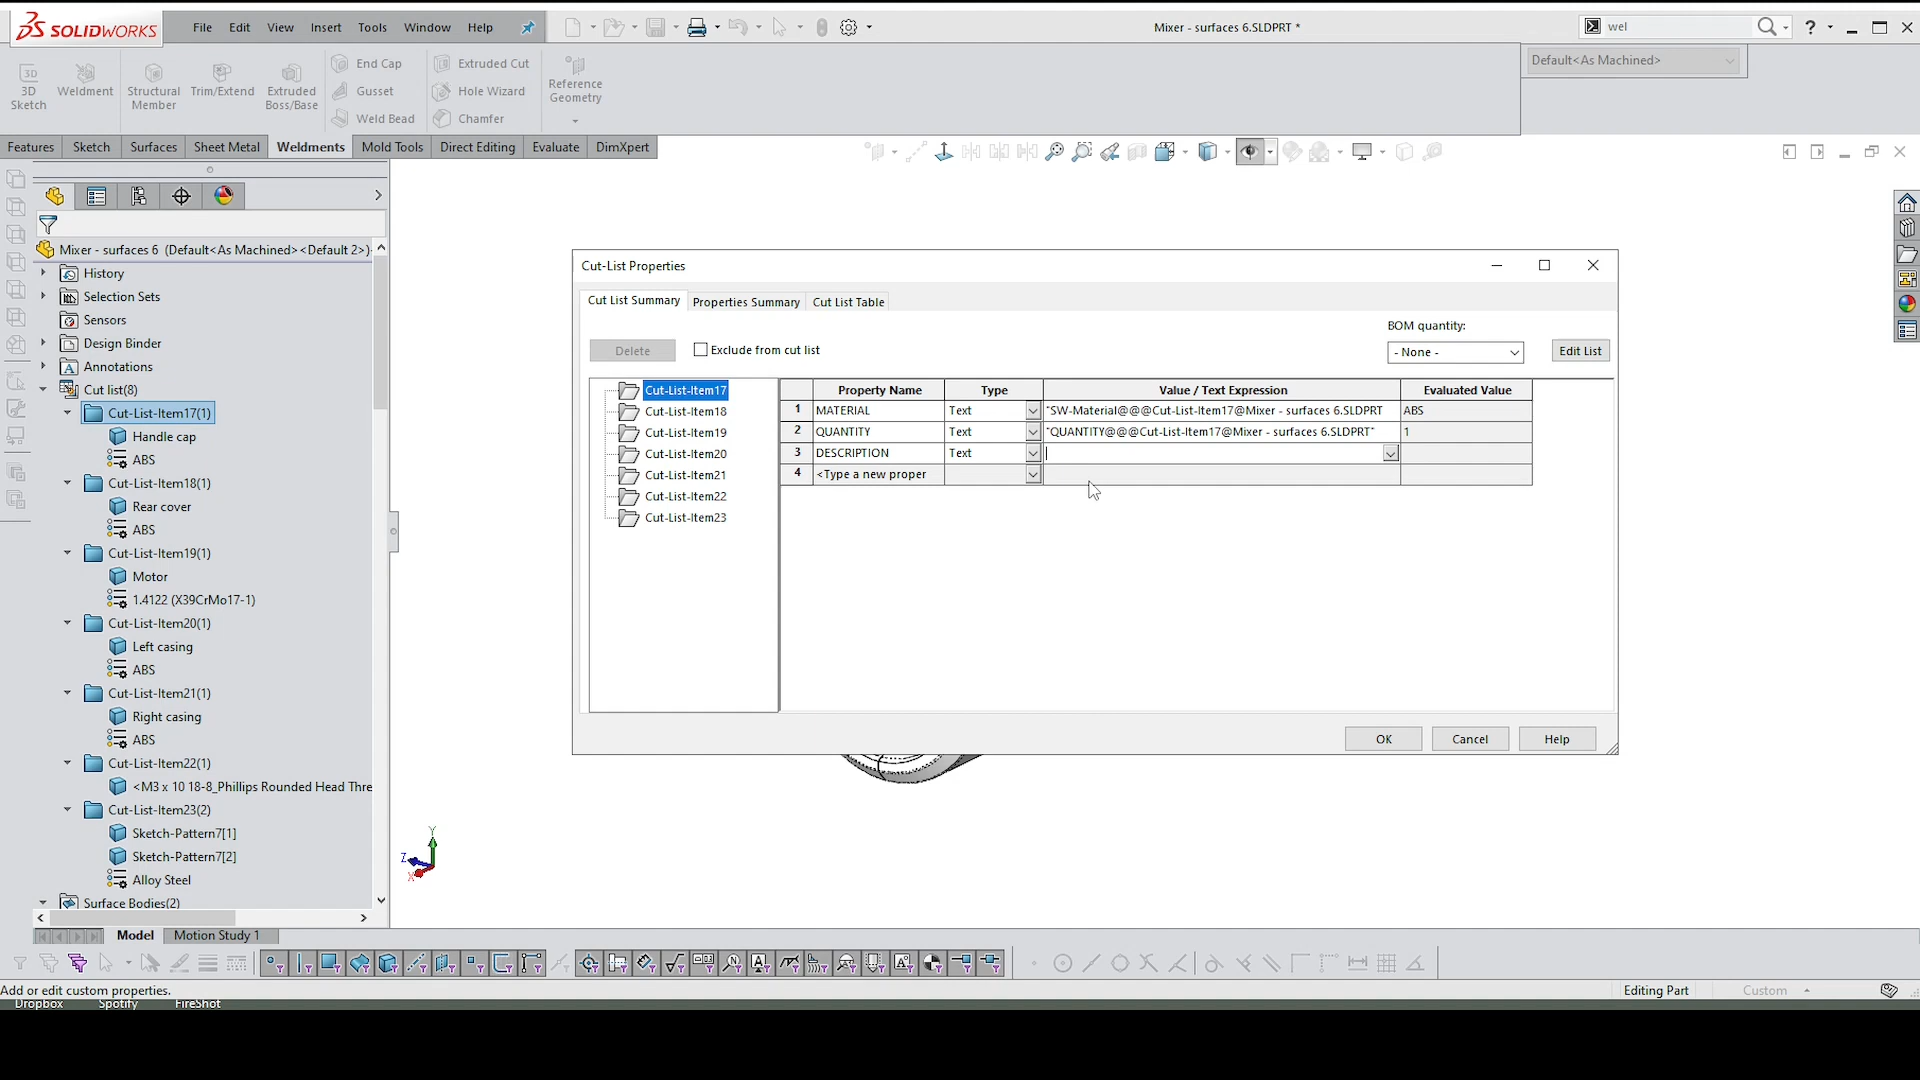 SOLIDWORKS
File Edit View Insert Tools Window Help
Mixer - surfaces 6.SLDPRT *
wel
3D Sketch
Weldment
Structural Member
Trim/Extend
Extruded Boss/Base
End Cap
Gusset
Weld Bead
Extruded Cut
Hole Wizard
Chamfer
Reference Geometry
Default<As Machined>
Features Sketch Surfaces Sheet Metal Weldments Mold Tools Direct Editing Evaluate DimXpert
Mixer - surfaces 6 (Default<As Machined><Default 2>)
History
Selection Sets
Sensors
Design Binder
Annotations
Cut list(8)
Cut-List-Item17(1)
Handle cap
ABS
Cut-List-Item18(1)
Rear cover
ABS
Cut-List-Item19(1)
Motor
1.4122 (X39CrMo17-1)
Cut-List-Item20(1)
Left casing
ABS
Cut-List-Item21(1)
Right casing
ABS
Cut-List-Item22(1)
<M3 x 10 18-8_Phillips Rounded Head Thre
Cut-List-Item23(2)
Sketch-Pattern7[1]
Sketch-Pattern7[2]
Alloy Steel
Surface Bodies(2)
Cut-List Properties
Cut List Summary Properties Summary Cut List Table
BOM quantity:
Delete Exclude from cut list - None - Edit List
Cut-List-Item17
Cut-List-Item18
Cut-List-Item19
Cut-List-Item20
Cut-List-Item21
Cut-List-Item22
Cut-List-Item23
Property Name Type Value / Text Expression Evaluated Value
1 MATERIAL Text "SW-Material@@@Cut-List-Item17@Mixer - surfaces 6.SLDPRT ABS
2 QUANTITY Text "QUANTITY@@@Cut-List-Item17@Mixer - surfaces 6.SLDPRT" 1
3 DESCRIPTION Text
4 <Type a new proper
OK Cancel Help
Y
Z
X
Model Motion Study 1
Add or edit custom properties.
Editing Part Custom
Dropbox Spotify FireShot